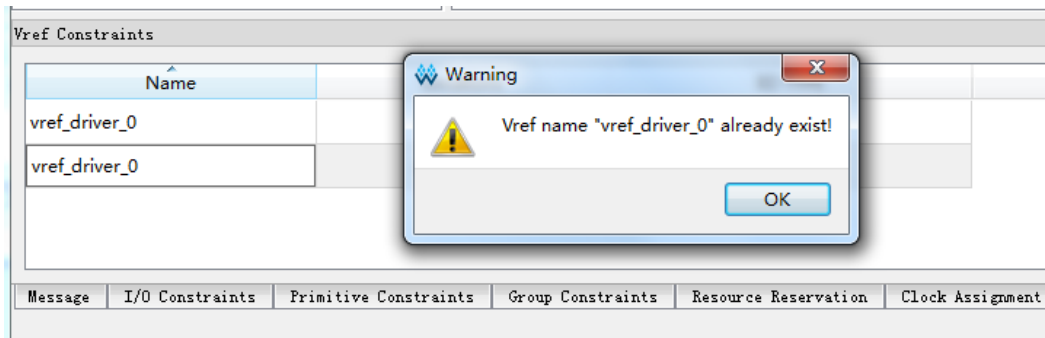 Vref Constraints
Name
vref_driver_0
vref_driver_0
Warning
Vref name "vref_driver_0" already exist!
OK
Message I/O Constraints Primitive Constraints Group Constraints Resource Reservation Clock Assignment